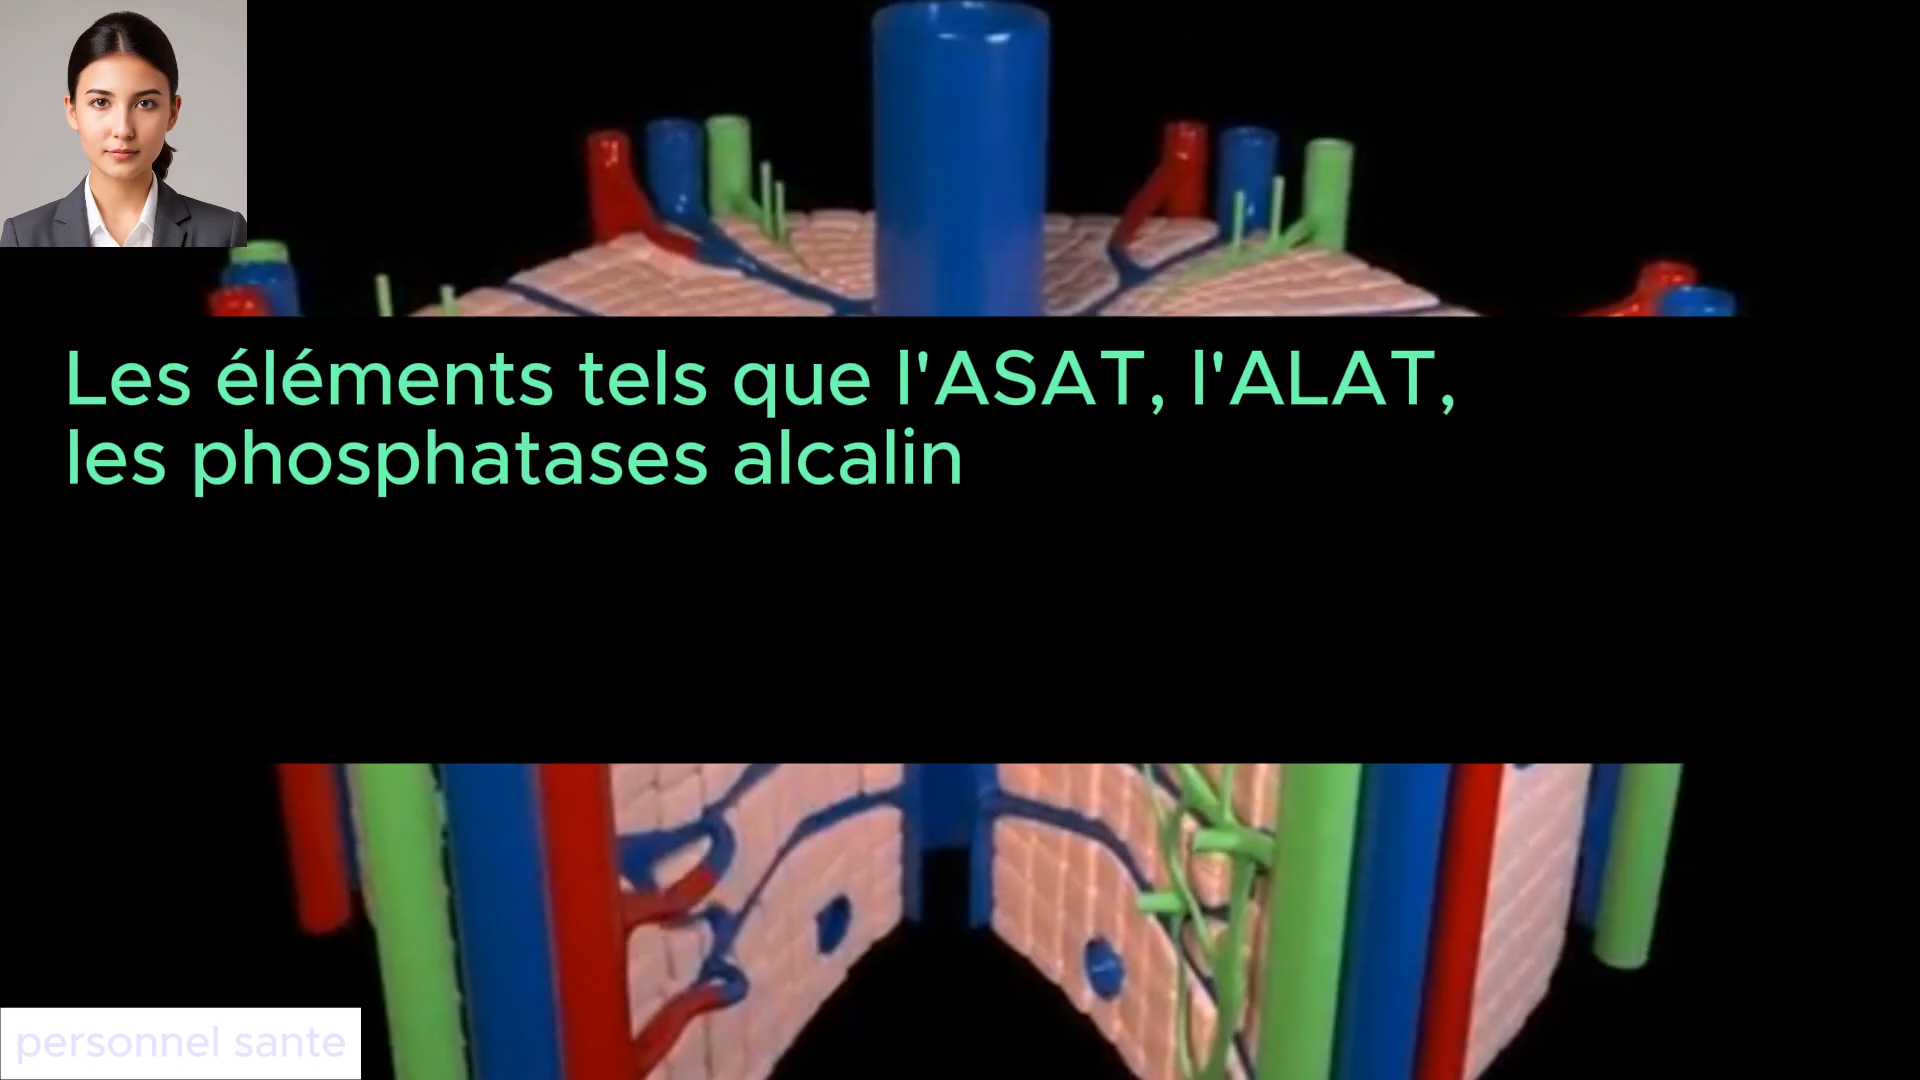 Les éléments tels que l'ASAT, l'ALAT,
les phosphatases alcalin
personnel sante